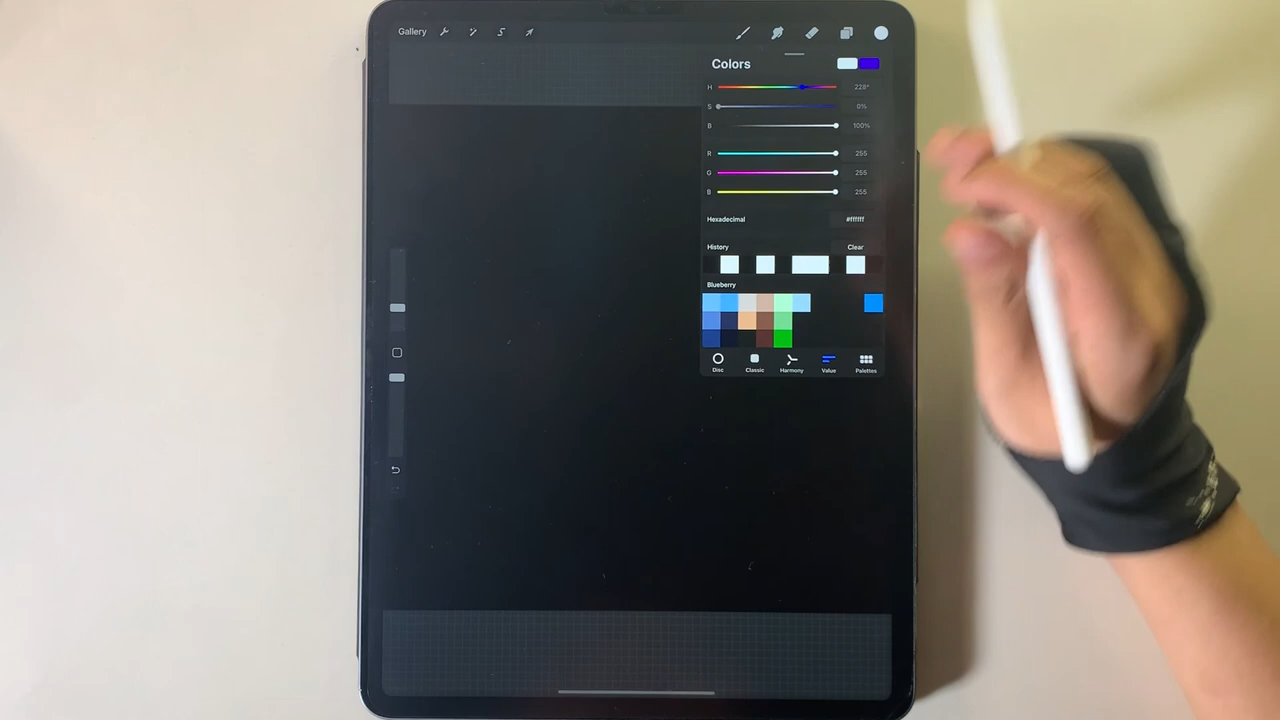 Gallery
Colors
H 228°
S 0%
B 100%
R 255
G 255
B 255
Hexadecimal #ffffff
History Clear
Blueberry
Disc Classic Harmony Value Palettes